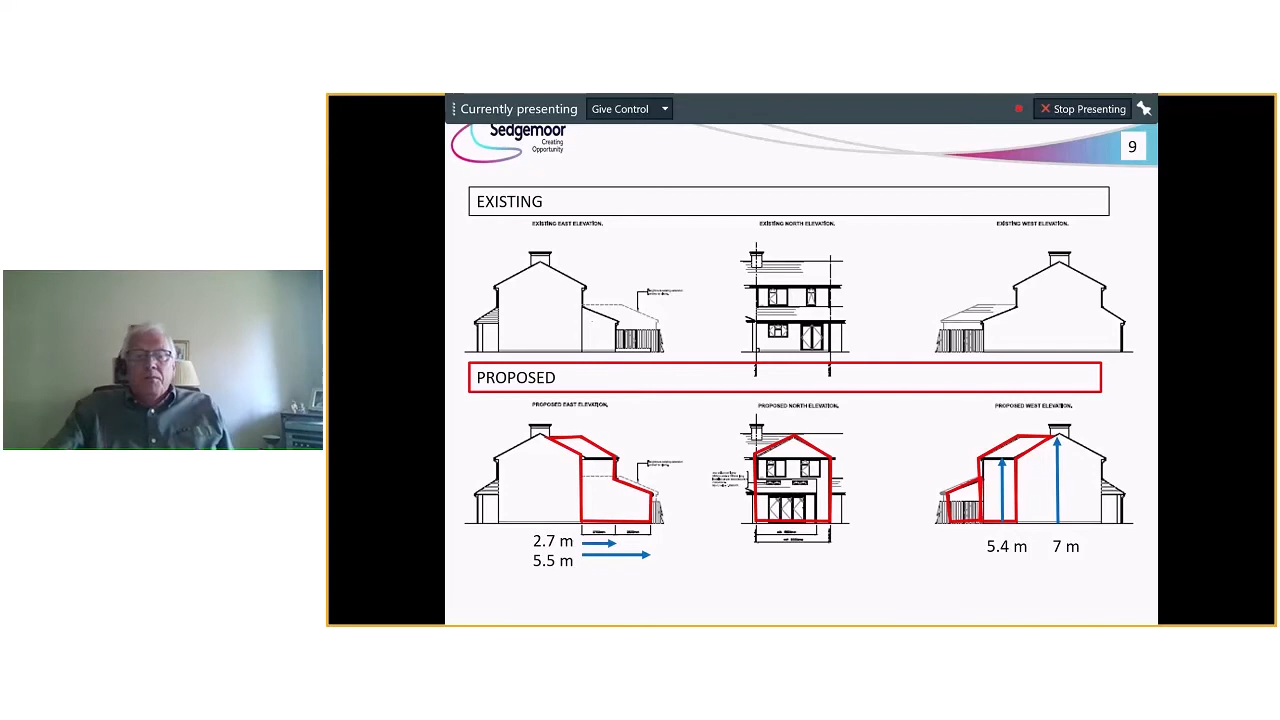 Currently presenting
Give Control
Stop Presenting
Sedgemoor
Creating
Opportunity
9
EXISTING
EXISTING EAST ELEVATION.
EXISTING NORTH ELEVATION.
EXISTING WEST ELEVATION.
PROPOSED
PROPOSED EAST ELEVATION.
PROPOSED NORTH ELEVATION.
PROPOSED WEST ELEVATION.
2.7 m
5.5 m
5.4 m
7 m